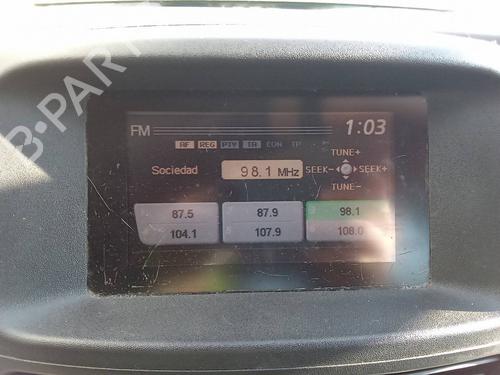 B-PARTS
FM 1:03
AF REG PTY TA EON TP
TUNE+
Sociedad 98.1 MHz SEEK- SEEK+
TUNE-
87.5 87.9 98.1
104.1 107.9 108.0